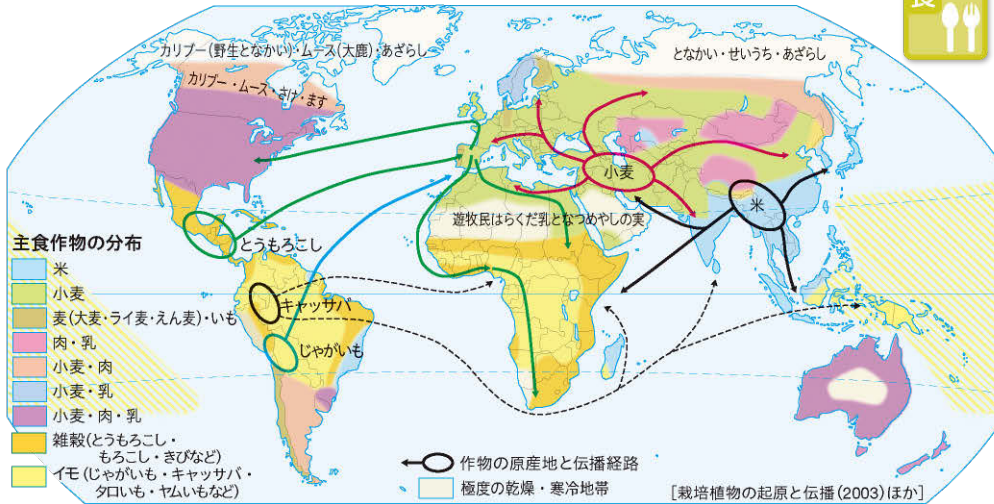 食
カリブー(野生となかい)・ムース(太鹿)・あざらし
となかい・せいうち・あざらし
カリブー・ムース・さけ・ます
小麦
米
遊牧民はらくだ乳となつめやしの実
とうもろこし
キャッサバ
じゃがいも
主食作物の分布
米
小麦
麦(大麦・ライ麦・えん麦)・いも
肉・乳
小麦・肉
小麦・乳
小麦・肉・乳
雑穀(とうもろこし・
もろこし・きびなど)
イモ(じゃがいも・キャッサバ・
タロいも・ヤムいもなど)
作物の原産地と伝播経路
極度の乾燥・寒冷地帯
[栽培植物の起原と伝播(2003)ほか]